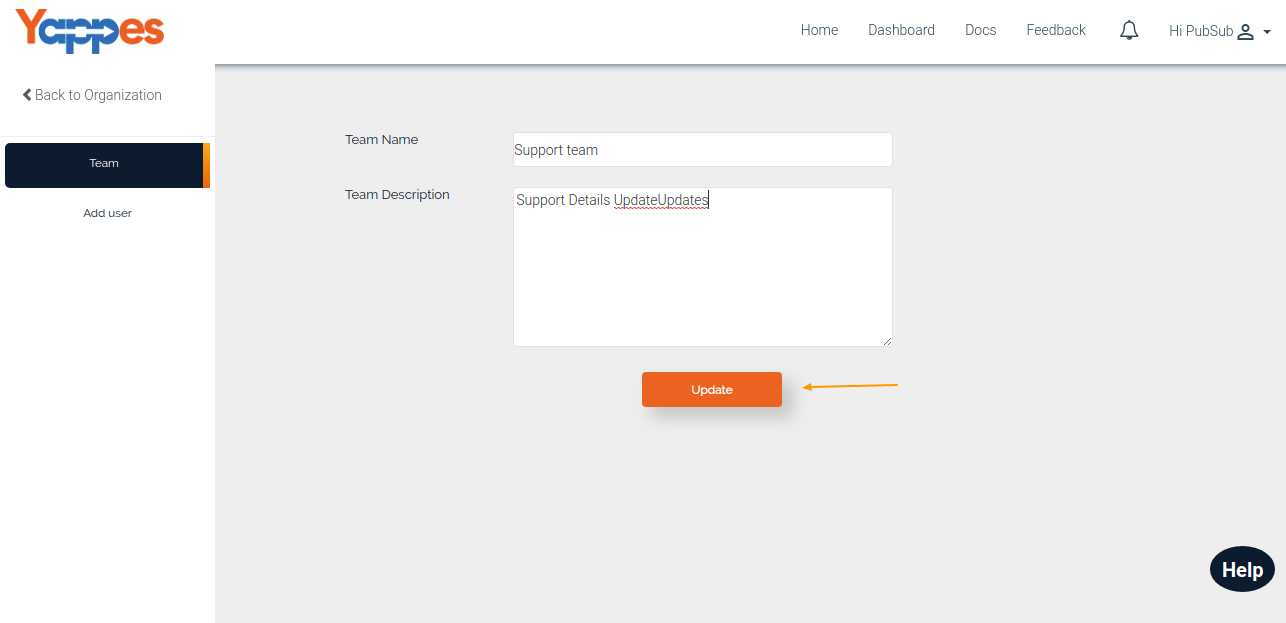 Yappes
Home Dashboard Docs Feedback Hi PubSub
Back to Organization
Team
Add user
Team Name
Support team
Team Description
Support Details UpdateUpdates
Update
Help